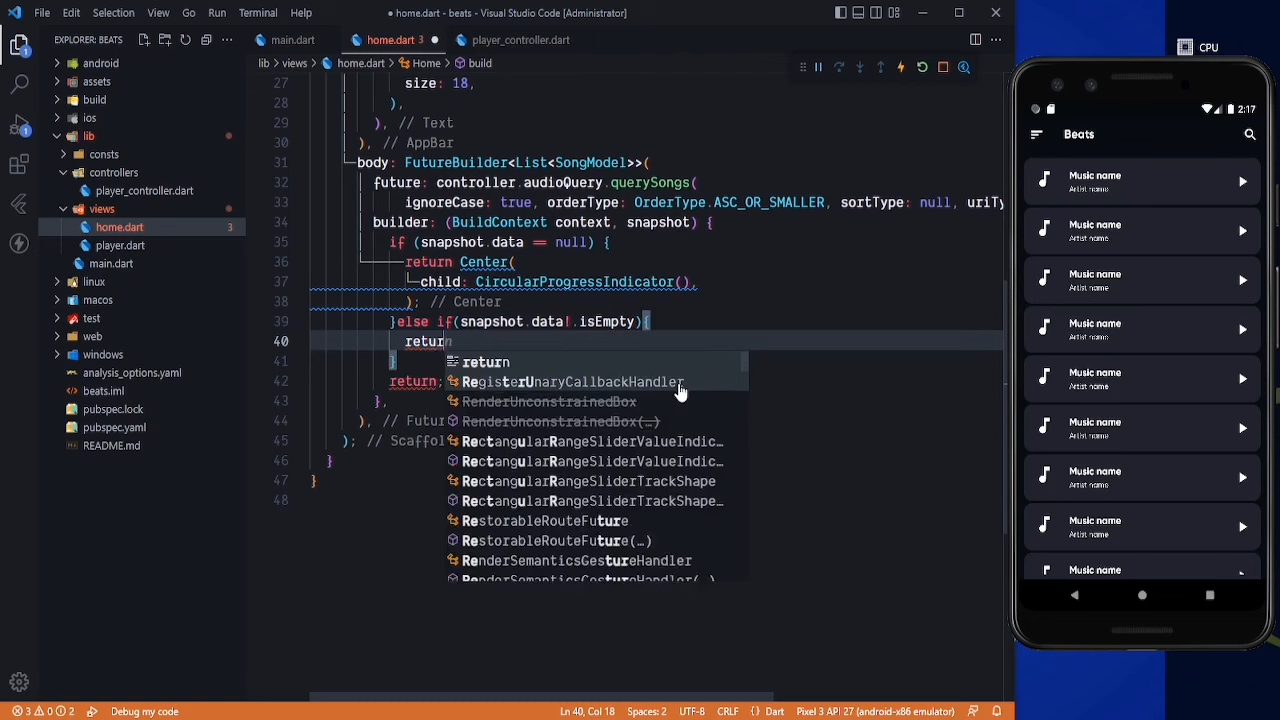 File Edit Selection View Go Run Terminal Help
● home.dart - beats - Visual Studio Code [Administrator]
EXPLORER: BEATS
android
assets
build
ios
lib
consts
controllers
player_controller.dart
views
home.dart 3
player.dart
main.dart
linux
macos
test
web
windows
analysis_options.yaml
beats.iml
pubspec.lock
pubspec.yaml
README.md
1
1
main.dart home.dart 3 ● player_controller.dart
lib > views > home.dart > Home > build
27 size: 18,
28 ),
29 ), // Text
30 ), // AppBar
31 body: FutureBuilder<List<SongModel>>(
32 future: controller.audioQuery.querySongs(
33 ignoreCase: true, orderType: OrderType.ASC_OR_SMALLER, sortType: null, uriTy
34 builder: (BuildContext context, snapshot) {
35 if (snapshot.data == null) {
36 return Center(
37 child: CircularProgressIndicator(),
38 ); // Center
39 }else if(snapshot.data!.isEmpty){
40 return
41 }
42 return;
43 },
44 ), // Futur
45 ); // Scaffol
46 }
47 }
48
return
RegisterUnaryCallbackHandler
RenderUnconstrainedBox
RenderUnconstrainedBox(…)
RectangularRangeSliderValueIndic…
RectangularRangeSliderValueIndic…
RectangularRangeSliderTrackShape
RectangularRangeSliderTrackShape…
RestorableRouteFuture
RestorableRouteFuture(…)
RenderSemanticsGestureHandler
RenderSemanticsGestureHandler(…)
3 0 2 Debug my code
Ln 40, Col 18 Spaces: 2 UTF-8 CRLF {} Dart Pixel 3 API 27 (android-x86 emulator)
CPU
2:17
Beats
Music name
Artist name
Music name
Artist name
Music name
Artist name
Music name
Artist name
Music name
Artist name
Music name
Artist name
Music name
Artist name
Music name
Artist name
Music name